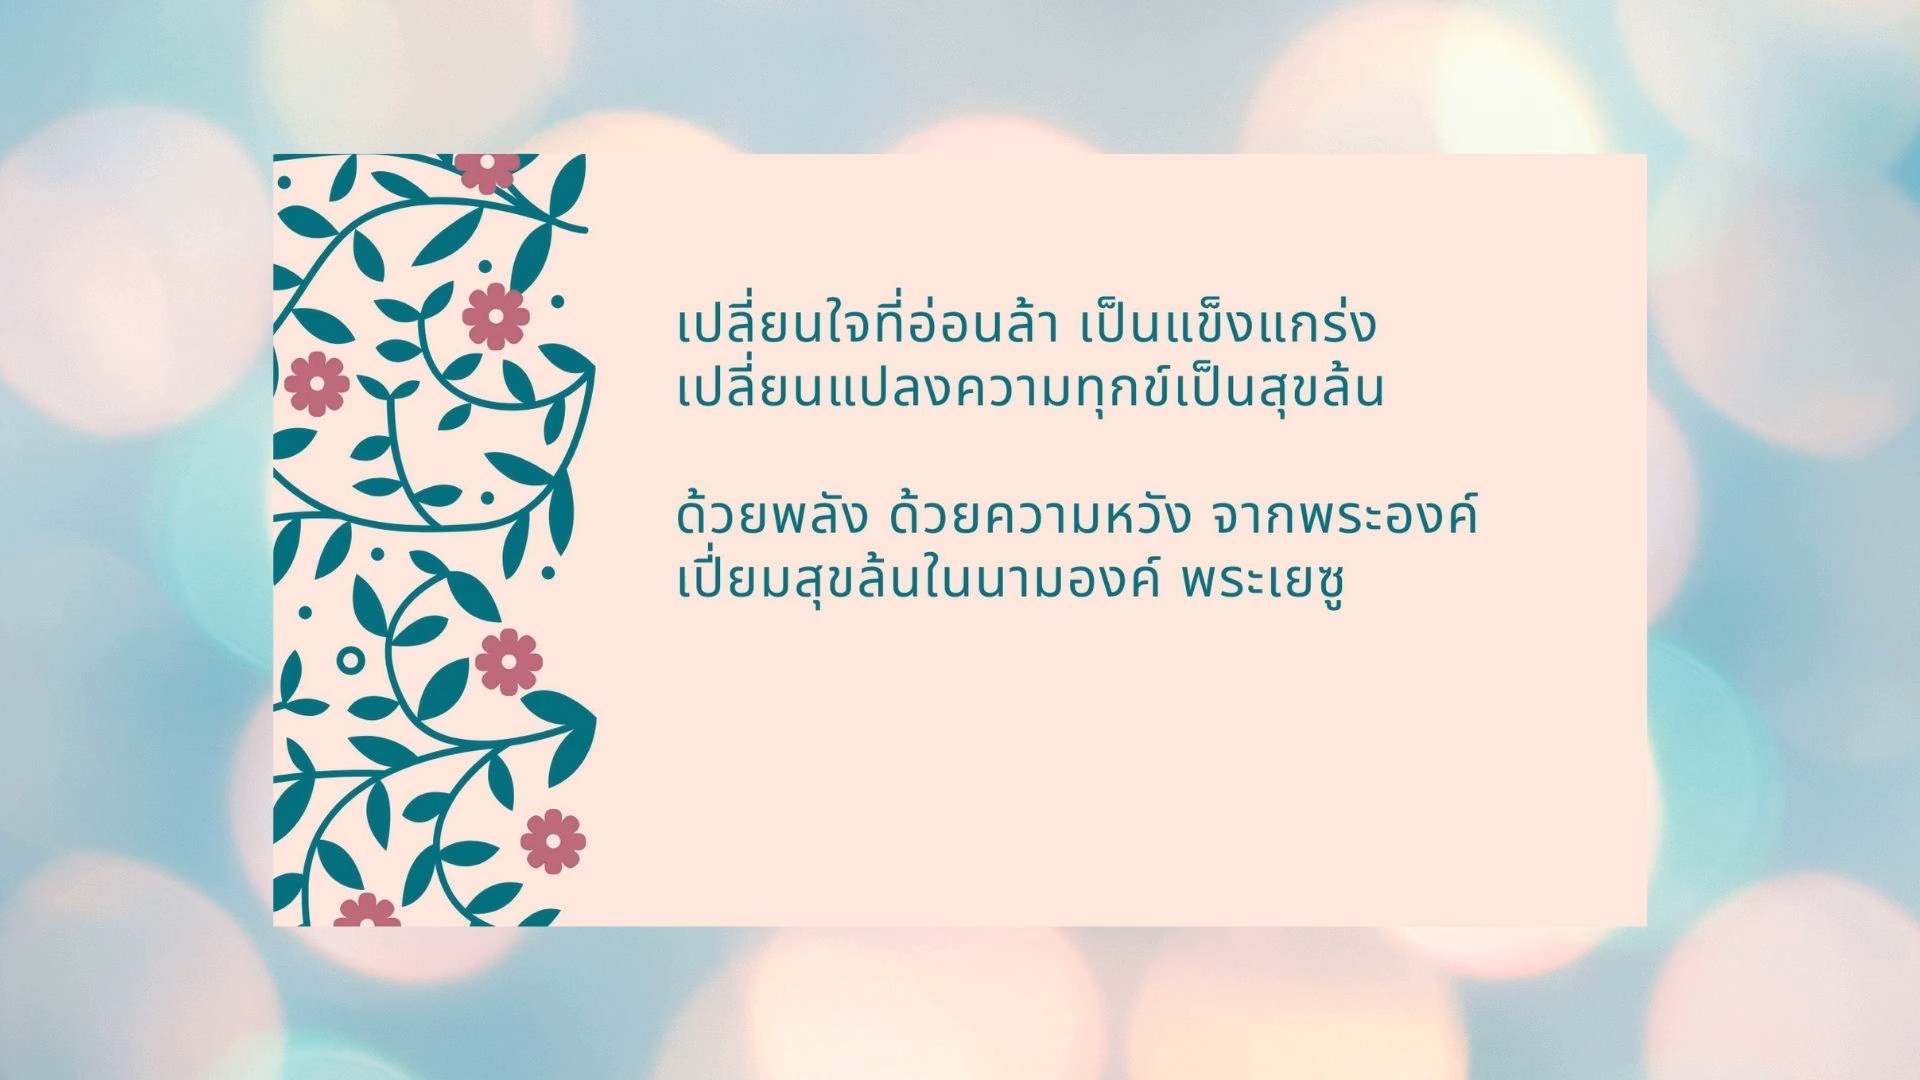 เปลี่ยนใจที่อ่อนล้า เป็นแข็งแกร่ง
เปลี่ยนแปลงความทุกข์เป็นสุขล้น
ด้วยพลัง ด้วยความหวัง จากพระองค์
เปี่ยมสุขล้นในนามองค์ พระเยซู